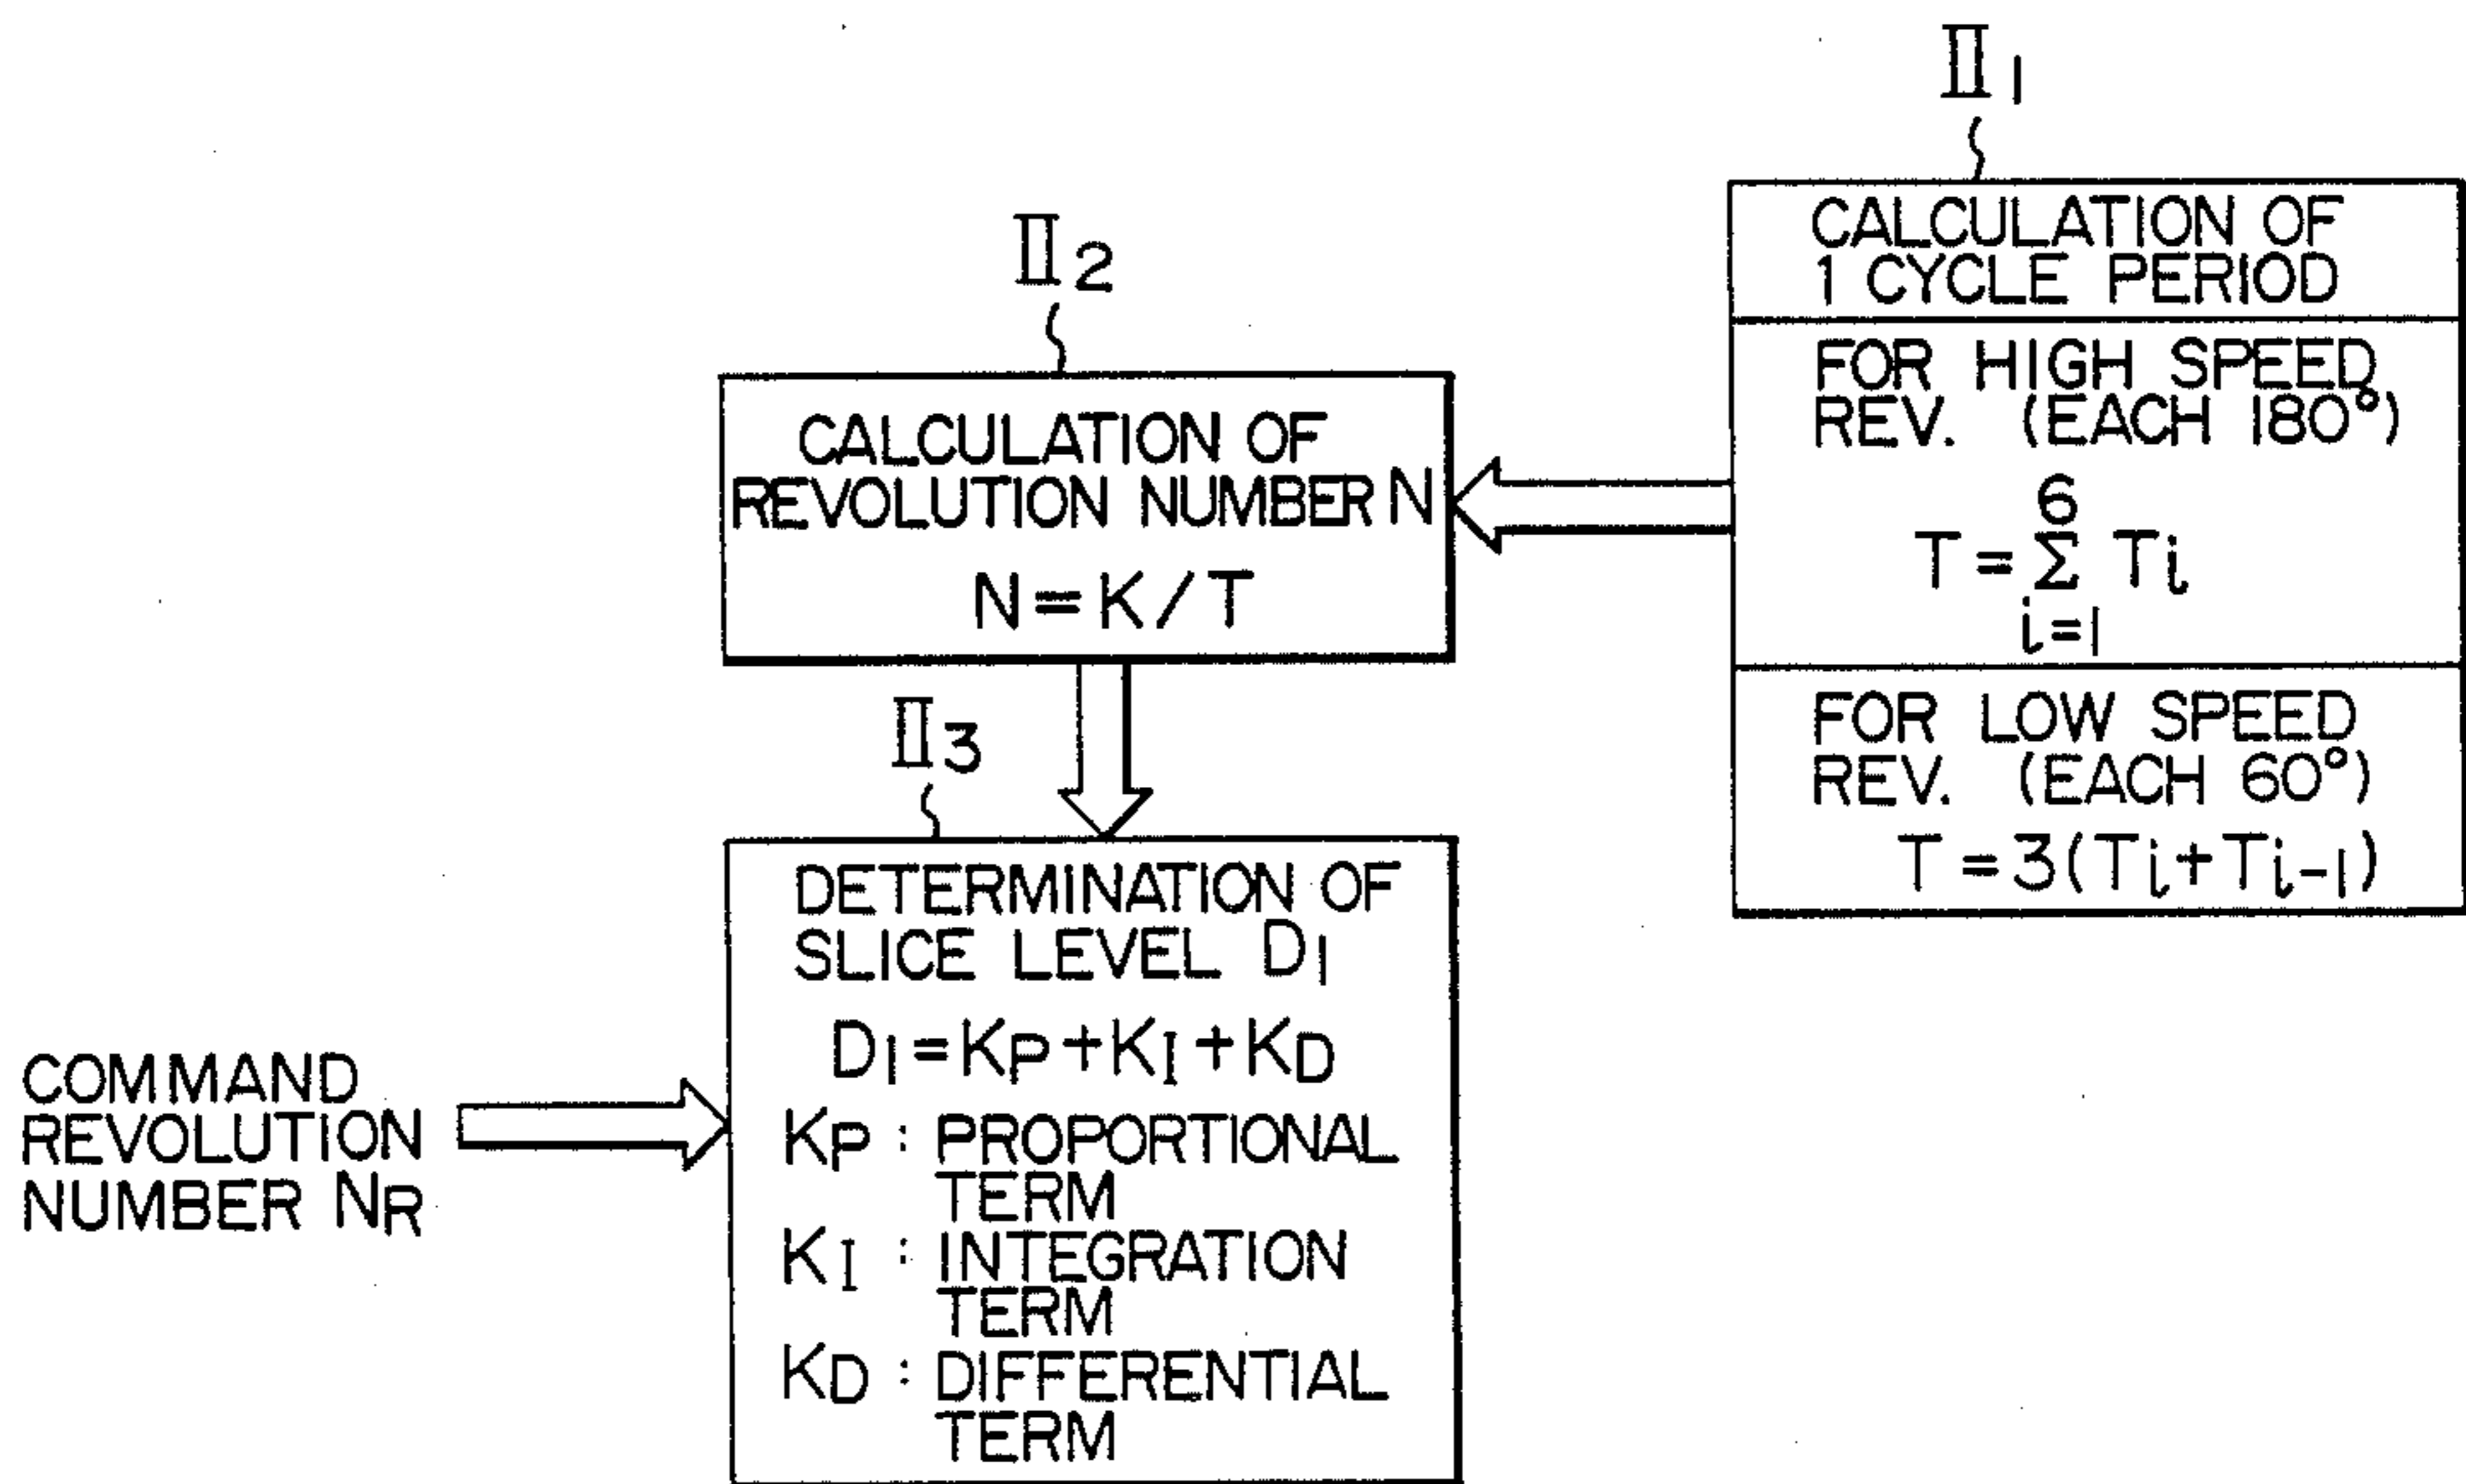 II1
CALCULATION OF
1 CYCLE PERIOD
FOR HIGH SPEED
REV. (EACH 180°)
6
T = Σ Ti
i=1
FOR LOW SPEED
REV. (EACH 60°)
T = 3(Ti+Ti-1)
II2
CALCULATION OF
REVOLUTION NUMBER N
N = K/T
II3
DETERMINATION OF
SLICE LEVEL D1
D1 = KP + KI + KD
KP : PROPORTIONAL
TERM
KI : INTEGRATION
TERM
KD : DIFFERENTIAL
TERM
COMMAND
REVOLUTION
NUMBER NR